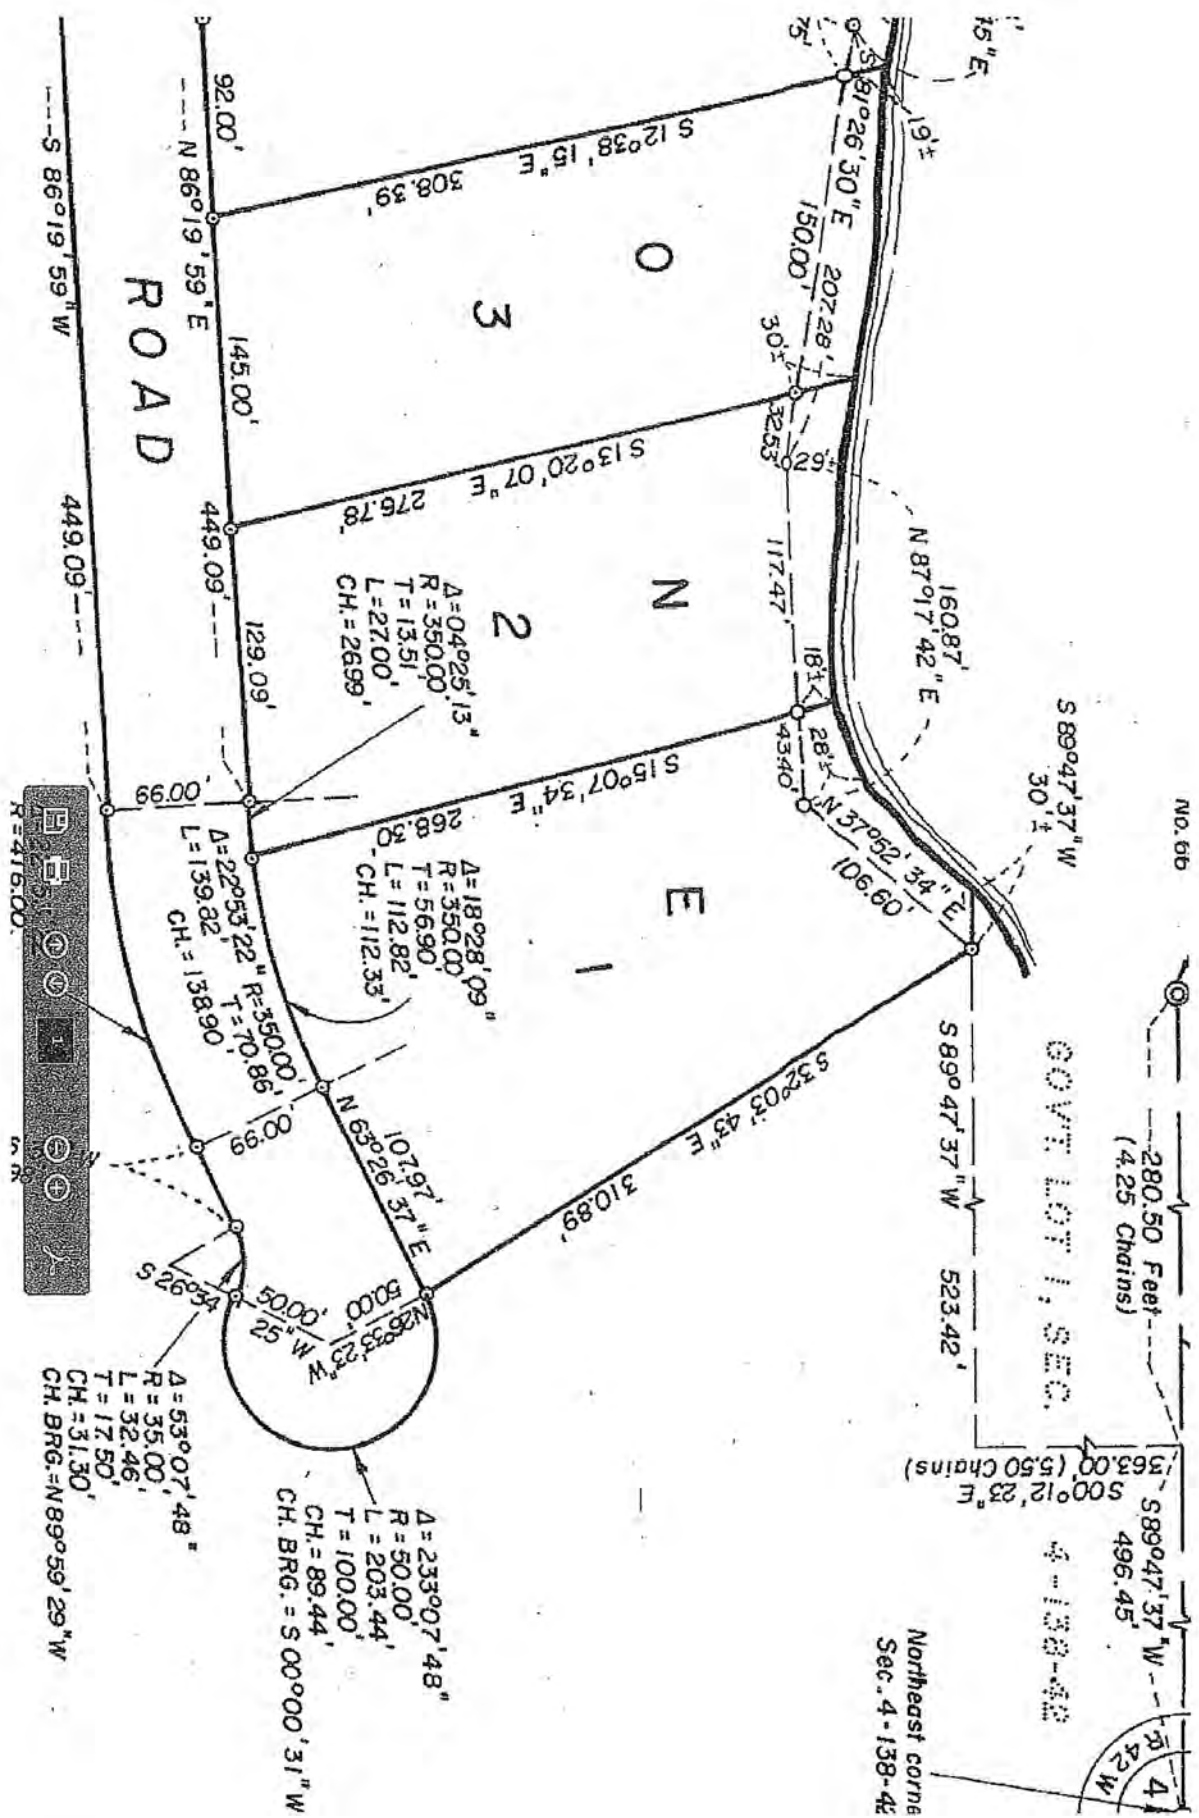 No. 66
280.50 Feet
(4.25 Chains)
S89°47'37"W
496.45'
4
R 42 W
Northeast corne
Sec. 4-138-42
GOVT. LOT 1, SEC. 4-138-42
S00°12'23"E
363.00' (5.50 Chains)
S89°47'37"W
30'±
S89°47'37"W 523.42'
15"E
19'±
75'
S 81°26'30"E
150.00'
207.28'
30'±
32.53'
29'
160.87'
N 87°17'42"E
117.47'
18'±
28'±
43.40'
N 37°52'34"E
106.60'
S 12°38'15"E
308.39'
S13°20'07"E
276.78'
S15°07'34"E
268.30'
S32°03'43"E
310.89'
O N E
3
2
1
92.00'
N 86°19'59"E
145.00'
449.09'
129.09'
Δ=04°25'13"
R=350.00'
T=13.51'
L=27.00'
CH.=26.99'
Δ=18°28'09"
R=350.00'
T=56.90'
L=112.82'
CH.=112.33'
107.97'
N 63°26'37"E
Δ=22°53'22" R=350.00'
L=139.82' T=70.86'
CH.=138.90'
66.00'
66.00'
ROAD
S 86°19'59"W
449.09'
R=416.00'
50.00'
N26°33'23"W
50.00'
S 26°34'25"W
Δ=233°07'48"
R=50.00'
L=203.44'
T=100.00'
CH.=89.44'
CH. BRG.=S00°00'31"W
Δ=53°07'48"
R=35.00'
L=32.46'
T=17.50'
CH.=31.30'
CH. BRG.=N89°59'29"W